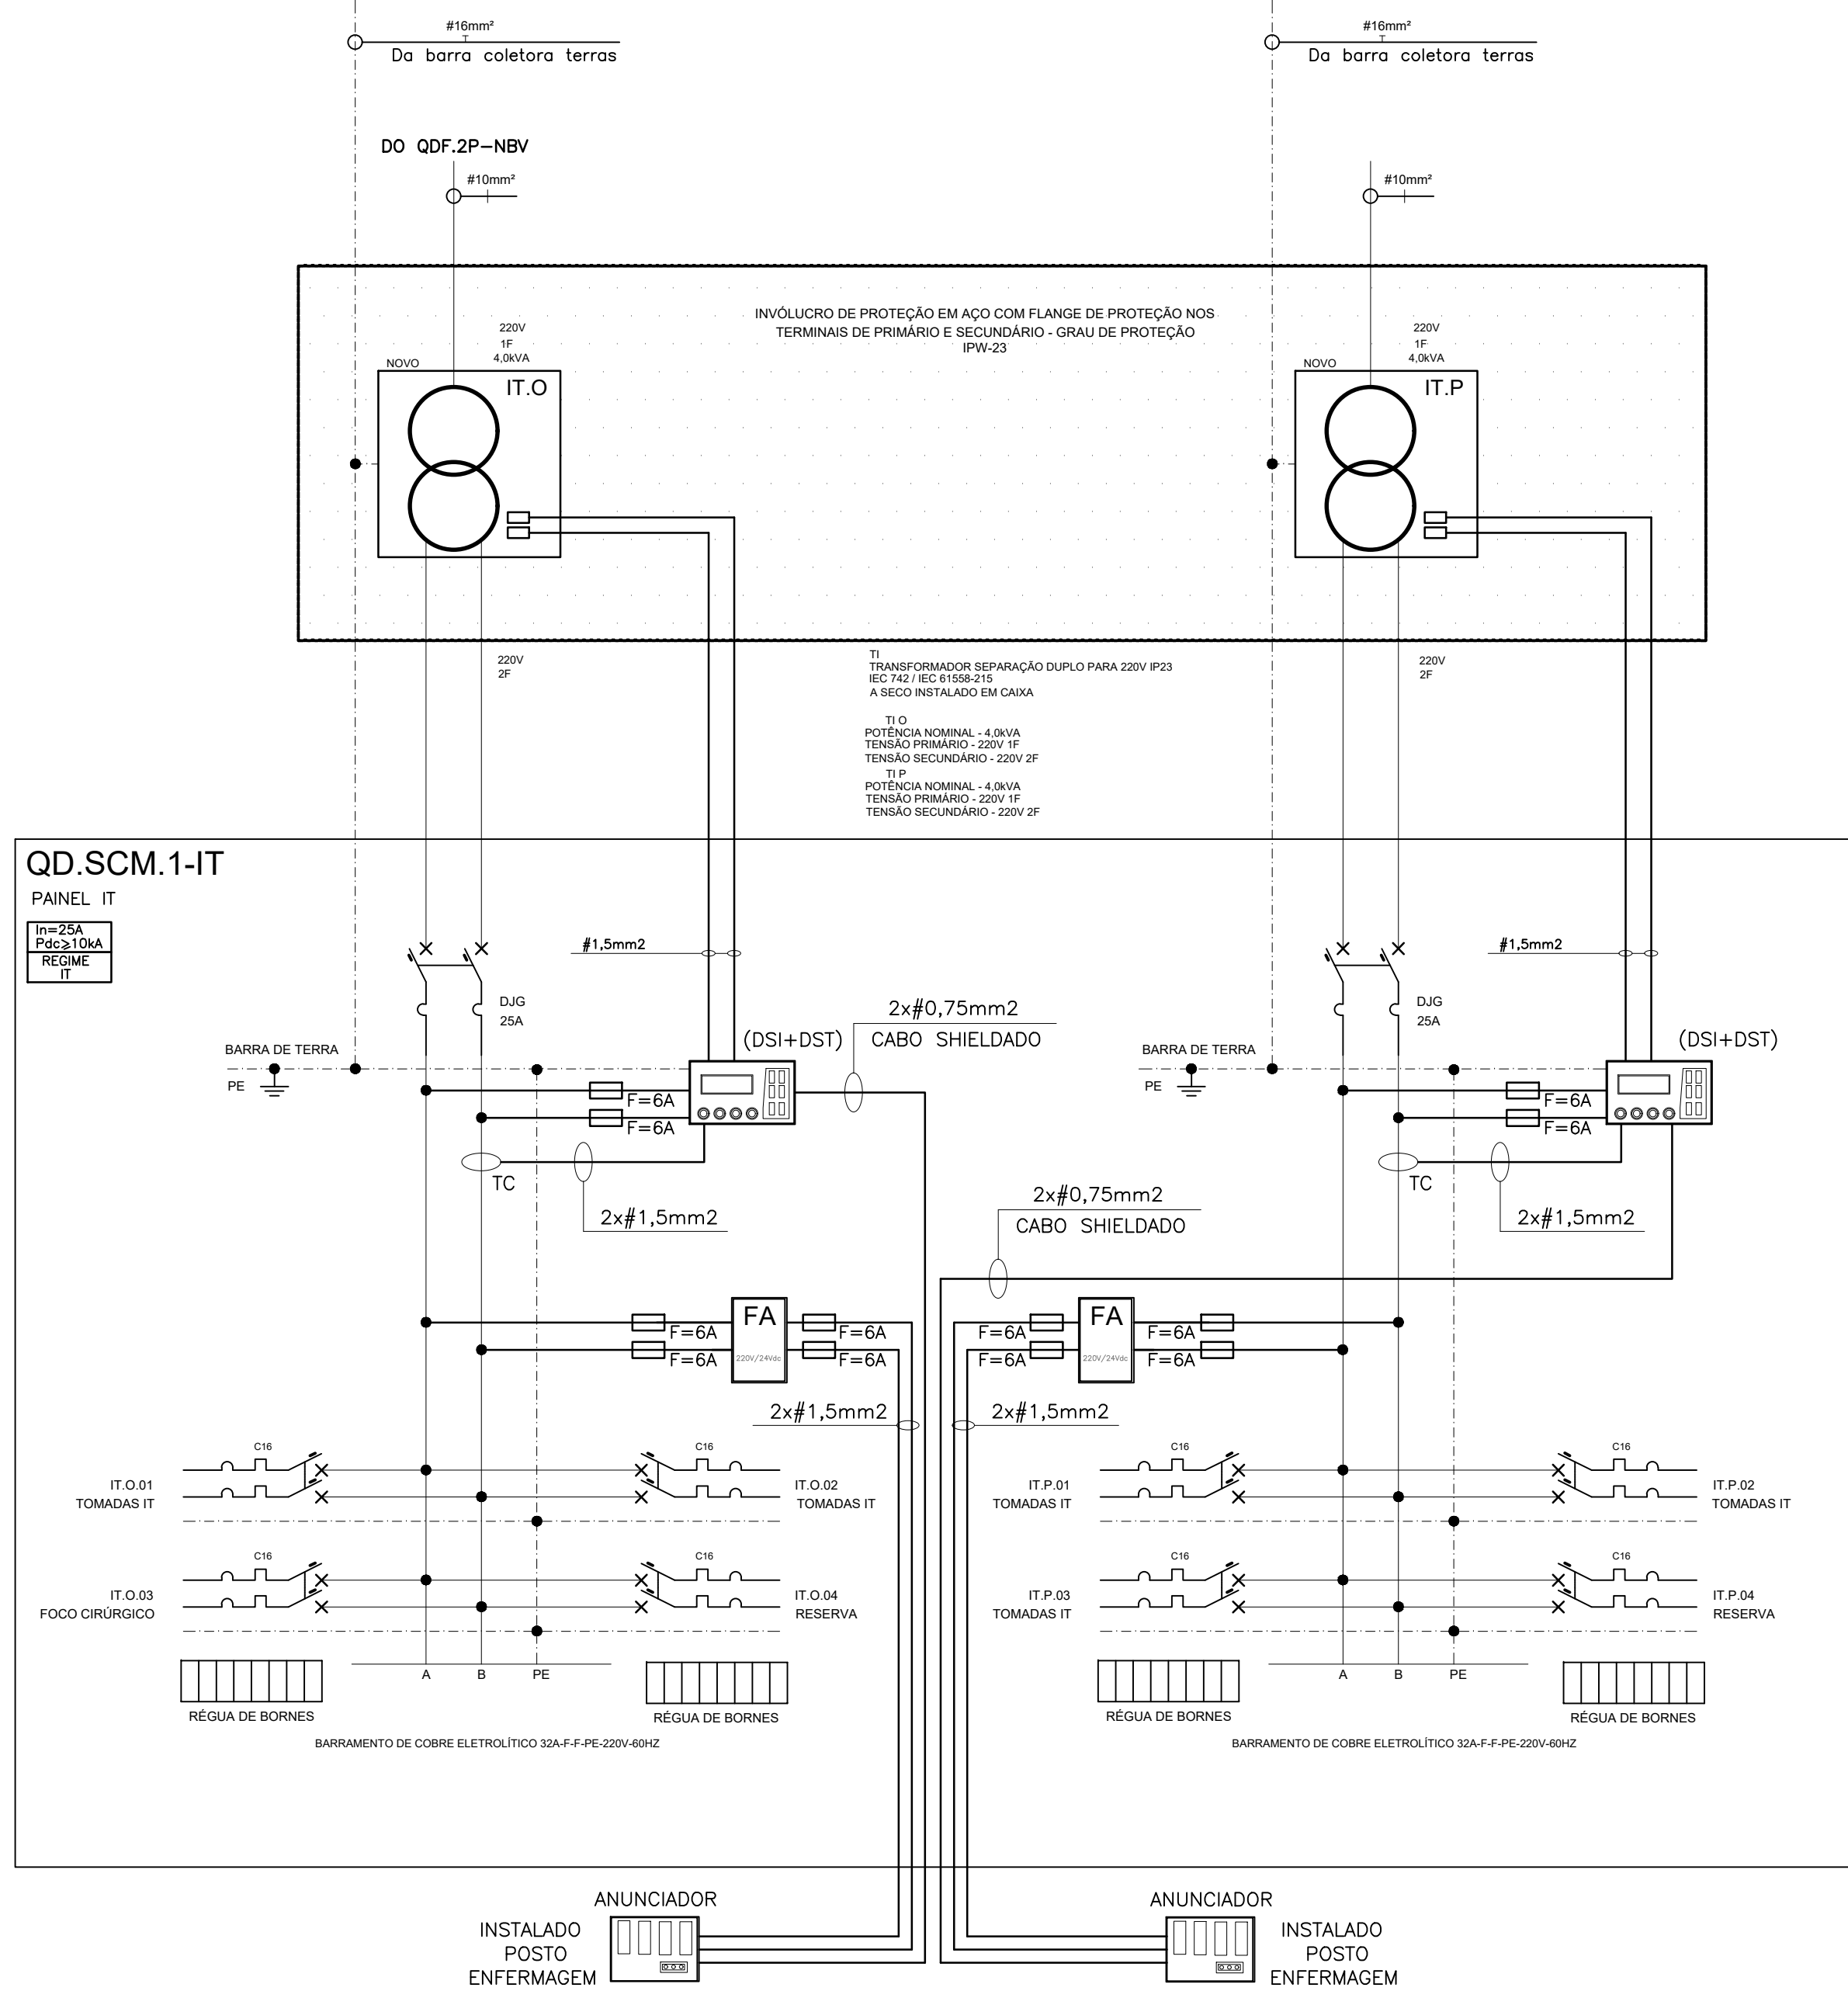 #16mm²
Da barra coletora terras
#16mm²
Da barra coletora terras
DO QDF.2P-NBV
#10mm²
#10mm²
INVÓLUCRO DE PROTEÇÃO EM AÇO COM FLANGE DE PROTEÇÃO NOS
TERMINAIS DE PRIMÁRIO E SECUNDÁRIO - GRAU DE PROTEÇÃO
IPW-23
220V
1F
4,0kVA
NOVO
IT.O
220V
1F
4,0kVA
NOVO
IT.P
220V
2F
TI
TRANSFORMADOR SEPARAÇÃO DUPLO PARA 220V IP23
IEC 742 / IEC 61558-215
A SECO INSTALADO EM CAIXA
TI O
POTÊNCIA NOMINAL - 4,0kVA
TENSÃO PRIMÁRIO - 220V 1F
TENSÃO SECUNDÁRIO - 220V 2F
TI P
POTÊNCIA NOMINAL - 4,0kVA
TENSÃO PRIMÁRIO - 220V 1F
TENSÃO SECUNDÁRIO - 220V 2F
220V
2F
QD.SCM.1-IT
PAINEL IT
In=25A
Pdc≥10kA
REGIME
IT
#1,5mm2
DJG
25A
2x#0,75mm2
CABO SHIELDADO
(DSI+DST)
BARRA DE TERRA
PE
F=6A
F=6A
TC
2x#1,5mm2
#1,5mm2
DJG
25A
(DSI+DST)
BARRA DE TERRA
PE
F=6A
F=6A
TC
2x#1,5mm2
2x#0,75mm2
CABO SHIELDADO
FA
220V/24Vdc
F=6A
F=6A
F=6A
F=6A
2x#1,5mm2
FA
220V/24Vdc
F=6A
F=6A
F=6A
F=6A
2x#1,5mm2
C16
C16
IT.O.01
TOMADAS IT
IT.O.02
TOMADAS IT
C16
C16
IT.O.03
FOCO CIRÚRGICO
IT.O.04
RESERVA
A
B
PE
RÉGUA DE BORNES
RÉGUA DE BORNES
BARRAMENTO DE COBRE ELETROLÍTICO 32A-F-F-PE-220V-60HZ
C16
C16
IT.P.01
TOMADAS IT
IT.P.02
TOMADAS IT
C16
C16
IT.P.03
TOMADAS IT
IT.P.04
RESERVA
A
B
PE
RÉGUA DE BORNES
RÉGUA DE BORNES
BARRAMENTO DE COBRE ELETROLÍTICO 32A-F-F-PE-220V-60HZ
ANUNCIADOR
INSTALADO
POSTO
ENFERMAGEM
ANUNCIADOR
INSTALADO
POSTO
ENFERMAGEM